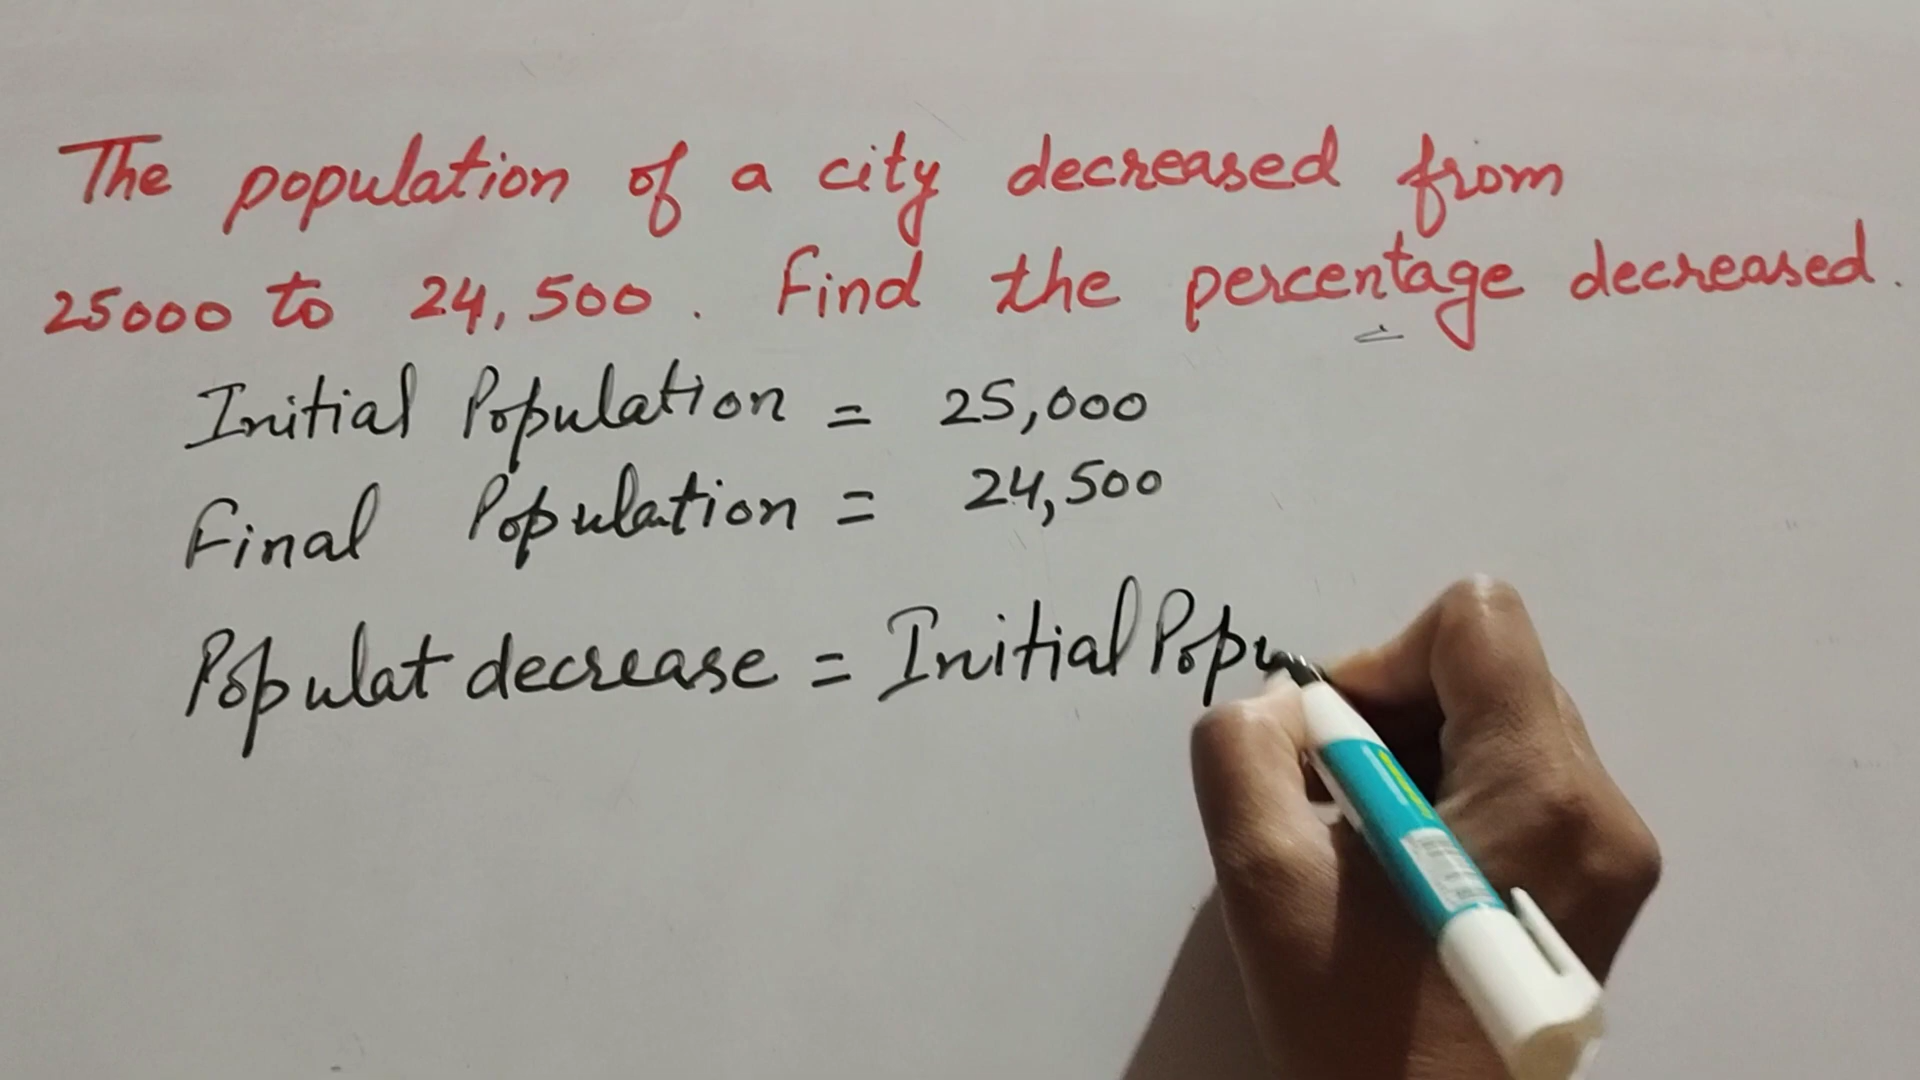 The population of a city decreased from
25000 to 24,500. Find the percentage decreased.
Initial Population = 25,000
Final Population = 24,500
Populat decrease = Initial Popu